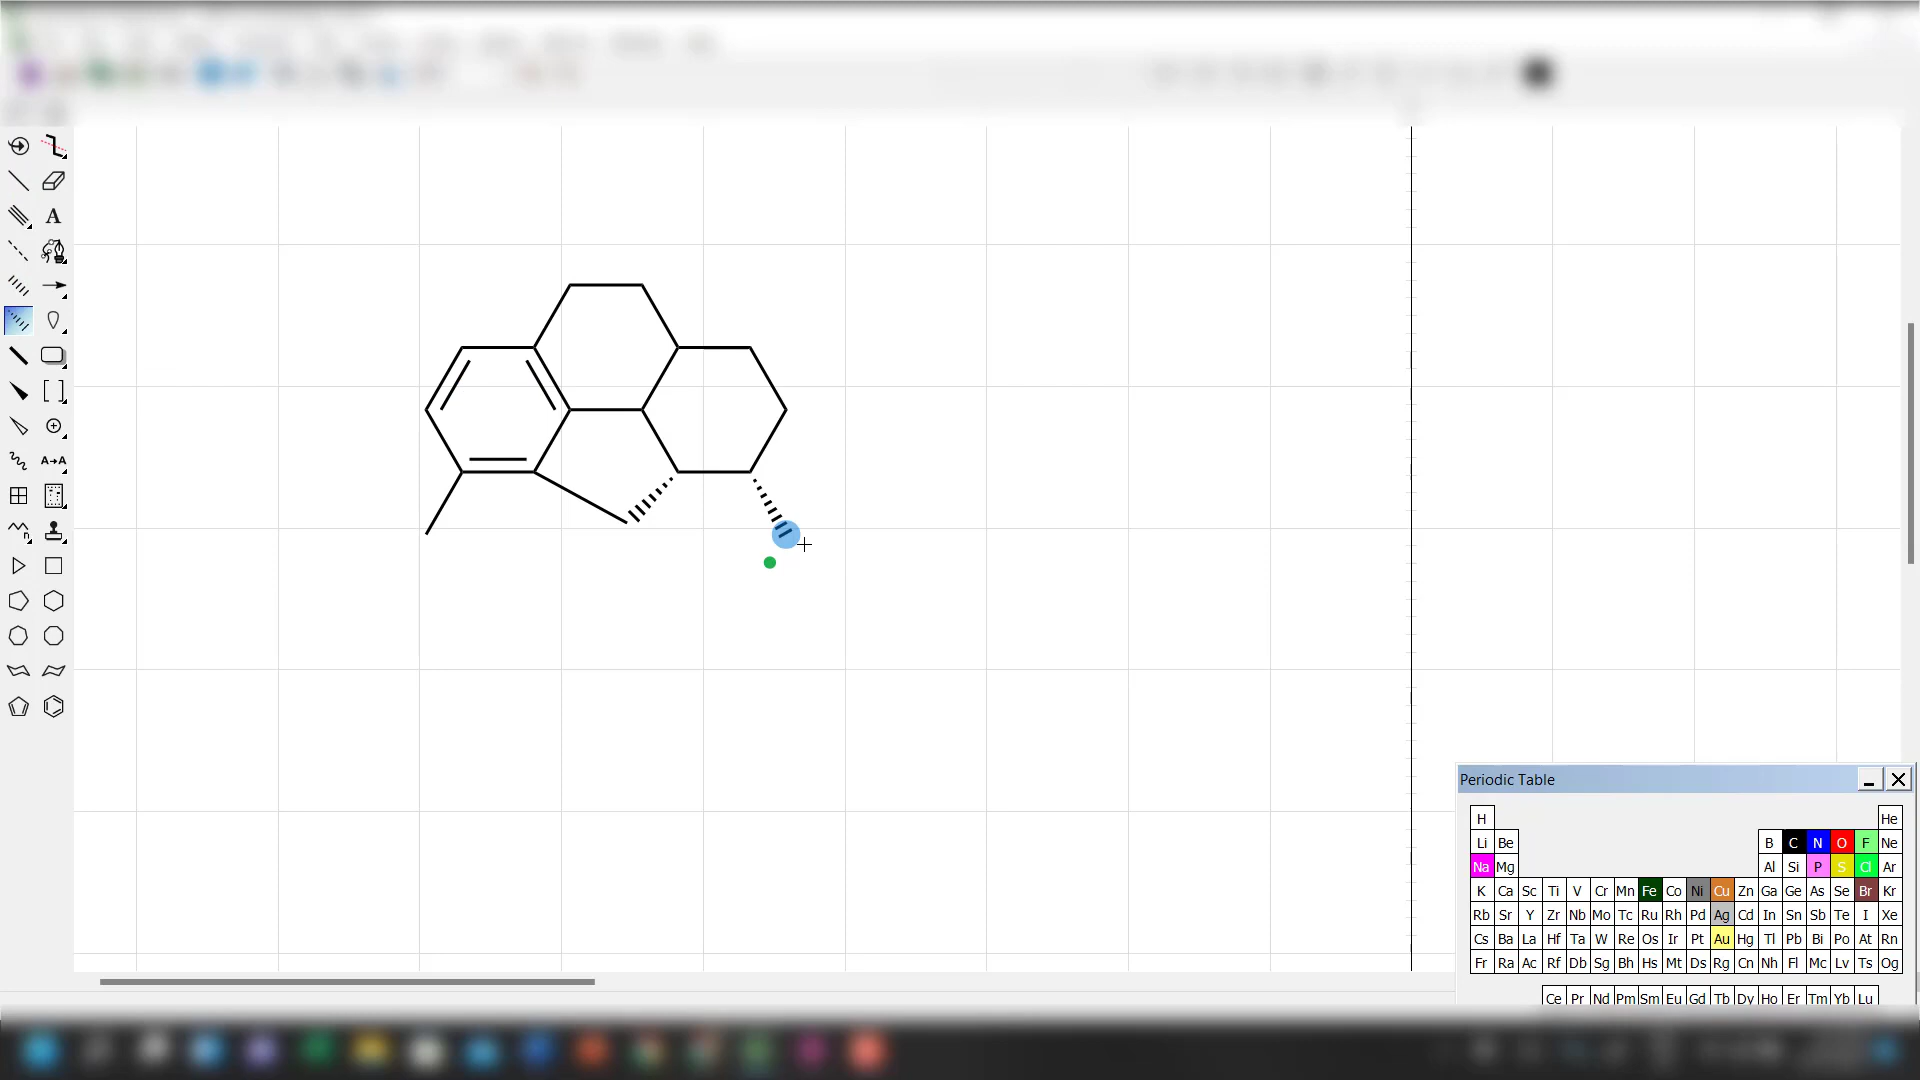 A
A→A
n
Periodic Table
H He
Li Be B C N O F Ne
Na Mg Al Si P S Cl Ar
K Ca Sc Ti V Cr Mn Fe Co Ni Cu Zn Ga Ge As Se Br Kr
Rb Sr Y Zr Nb Mo Tc Ru Rh Pd Ag Cd In Sn Sb Te I Xe
Cs Ba La Hf Ta W Re Os Ir Pt Au Hg Tl Pb Bi Po At Rn
Fr Ra Ac Rf Db Sg Bh Hs Mt Ds Rg Cn Nh Fl Mc Lv Ts Og
Ce Pr Nd Pm Sm Eu Gd Tb Dy Ho Er Tm Yb Lu